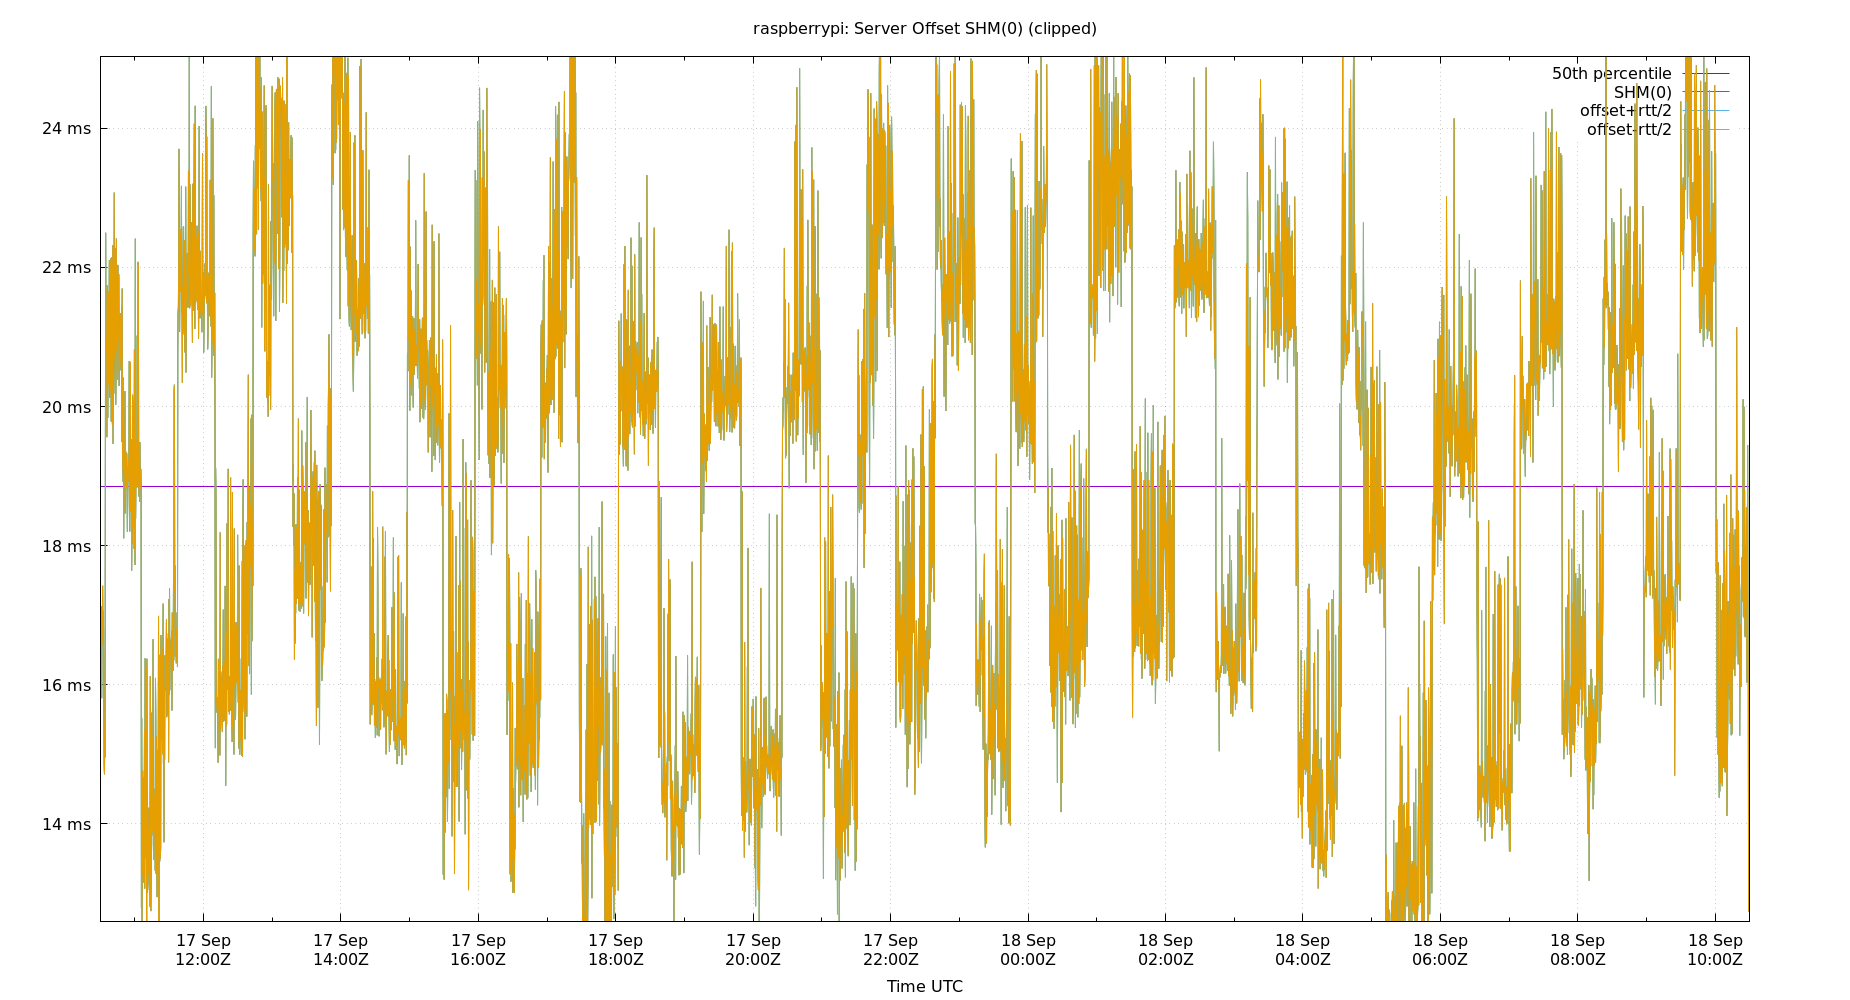 raspberrypi: Server Offset SHM(0) (clipped)
50th percentile
SHM(0)
offset+rtt/2
offset-rtt/2
24 ms
22 ms
20 ms
18 ms
16 ms
14 ms
17 Sep 17 Sep 17 Sep 17 Sep 17 Sep 17 Sep 18 Sep 18 Sep 18 Sep 18 Sep 18 Sep 18 Sep
12:00Z 14:00Z 16:00Z 18:00Z 20:00Z 22:00Z 00:00Z 02:00Z 04:00Z 06:00Z 08:00Z 10:00Z
Time UTC